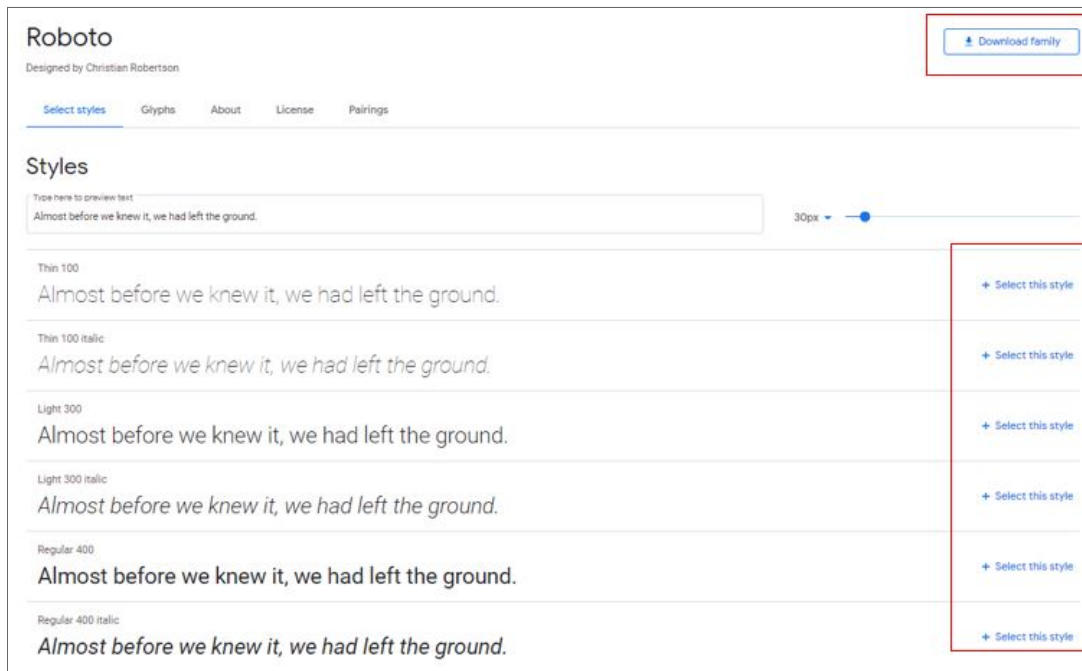 Roboto
Download family
Designed by Christian Robertson
Select styles Glyphs About License Pairings
Styles
Type here to preview text
Almost before we knew it, we had left the ground.
30px
Thin 100
Almost before we knew it, we had left the ground.
+ Select this style
Thin 100 italic
Almost before we knew it, we had left the ground.
+ Select this style
Light 300
Almost before we knew it, we had left the ground.
+ Select this style
Light 300 italic
Almost before we knew it, we had left the ground.
+ Select this style
Regular 400
Almost before we knew it, we had left the ground.
+ Select this style
Regular 400 italic
Almost before we knew it, we had left the ground.
+ Select this style